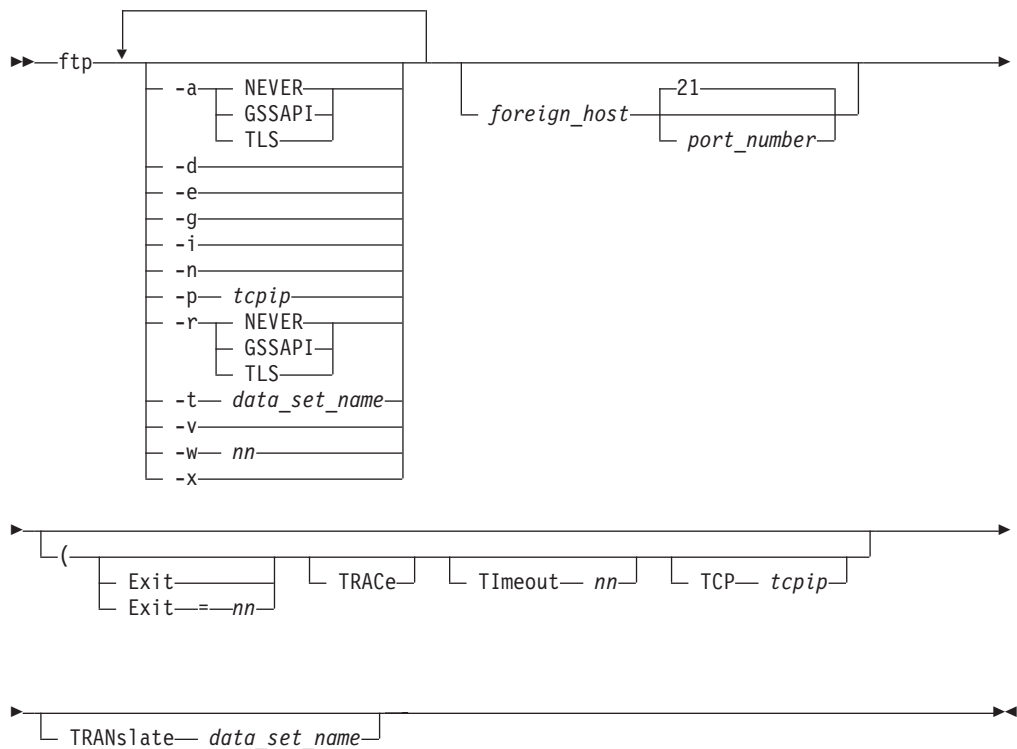 ftp
-a NEVER 21
GSSAPI foreign_host
TLS port_number
-d
-e
-g
-i
-n
-p tcpip
-r NEVER
GSSAPI
TLS
-t data_set_name
-v
-w nn
-x
(
Exit TRACe TImeout nn TCP tcpip
Exit = nn
TRANslate data_set_name